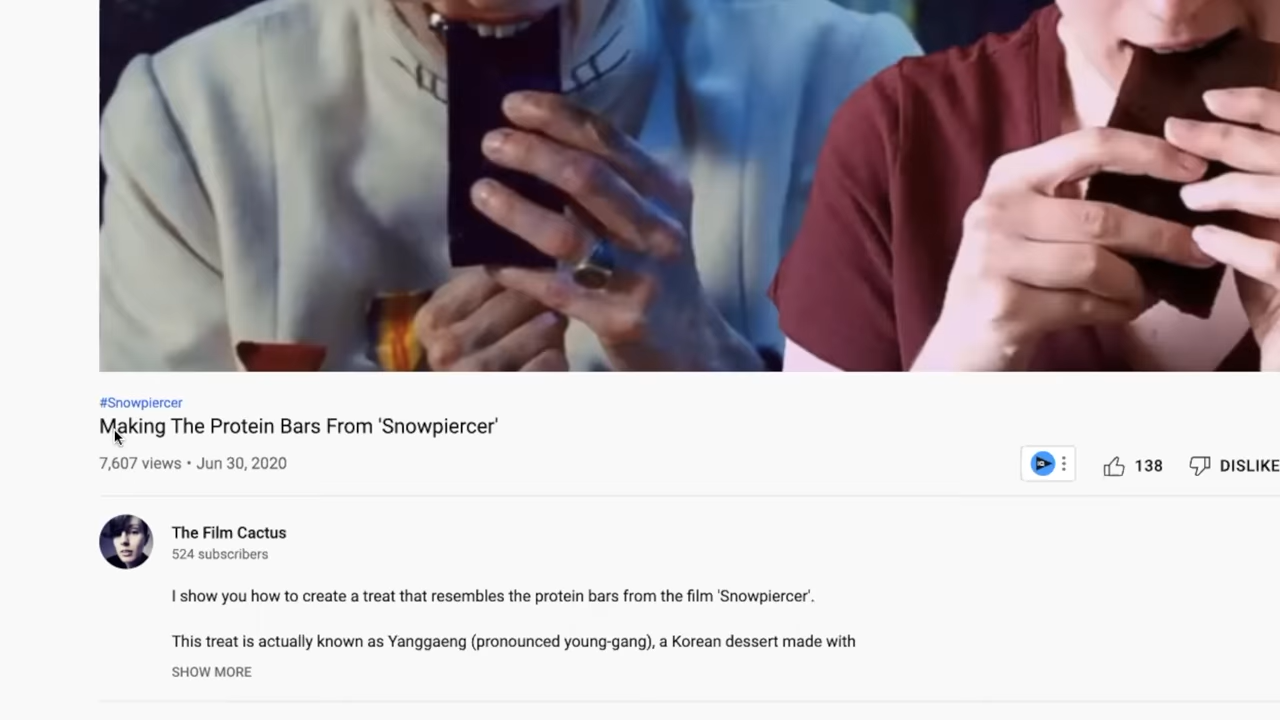 #Snowpiercer
Making The Protein Bars From 'Snowpiercer'
7,607 views • Jun 30, 2020
138 DISLIKE
The Film Cactus
524 subscribers
I show you how to create a treat that resembles the protein bars from the film 'Snowpiercer'.
This treat is actually known as Yanggaeng (pronounced young-gang), a Korean dessert made with
SHOW MORE